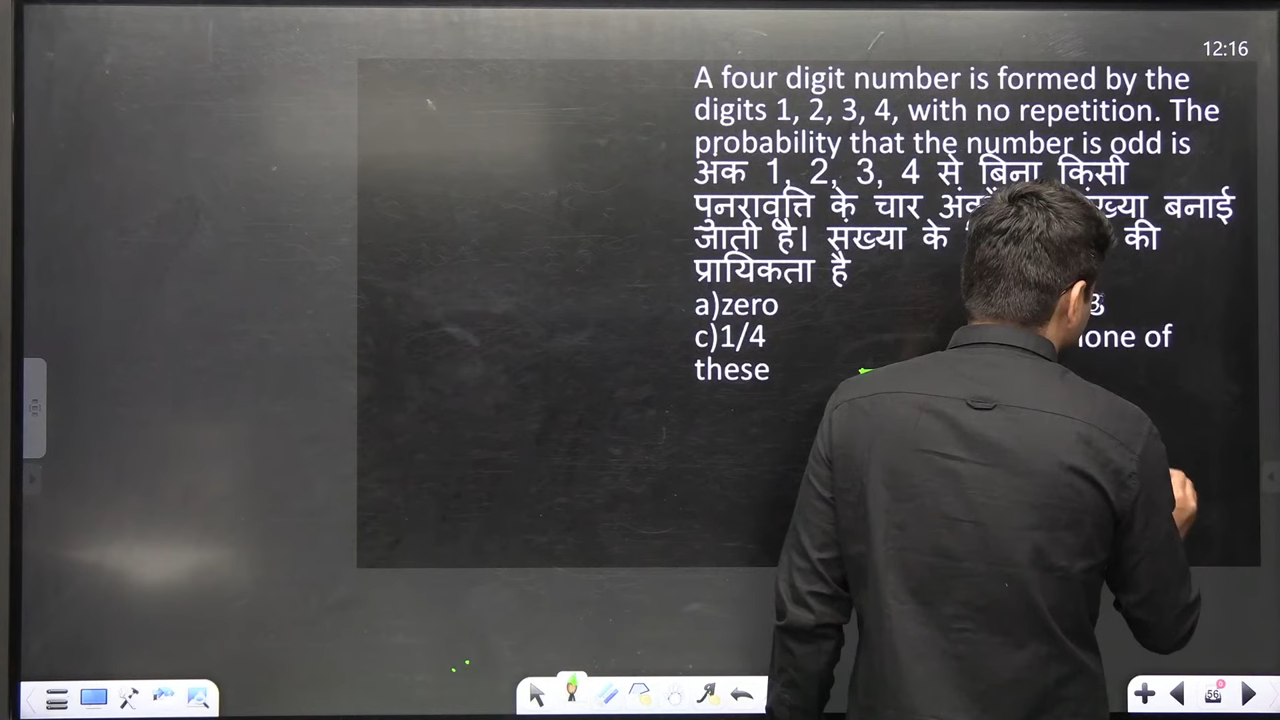 12:16
A four digit number is formed by the
digits 1, 2, 3, 4, with no repetition. The
probability that the number is odd is
अंक 1, 2, 3, 4 से बिना किसी
पुनरावृत्ति के चार बनाई
जाती है। संख्या के की
प्रायिकता है
a)zero
c)1/4 of
these
56